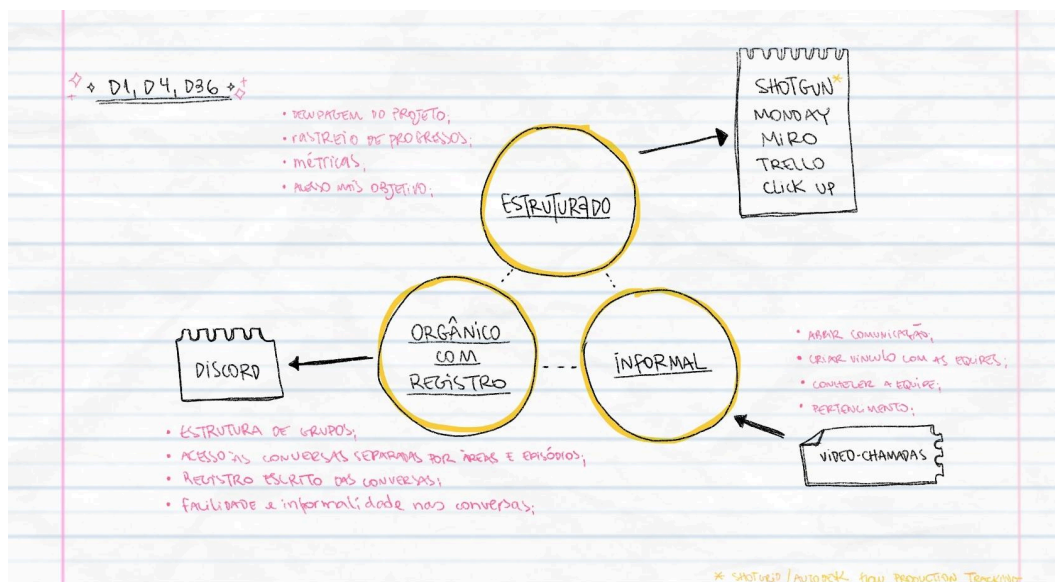 D1, D4, D36
• DECUPAGEM DO PROJETO;
• RASTREIO DE PROGRESSOS;
• MÉTRICAS;
• ACESSO MAIS OBJETIVO;
ESTRUTURADO
SHOTGUN*
MONDAY
MIRO
TRELLO
CLICK UP
ORGÂNICO
COM
REGISTRO
DISCORD
• ESTRUTURA DE GRUPOS;
• ACESSO ÀS CONVERSAS SEPARADAS POR ÁREAS E EPISÓDIOS;
• REGISTRO ESCRITO DAS CONVERSAS;
• FACILIDADE e informalidade nas conversas;
INFORMAL
• ABRIR COMUNICAÇÃO;
• CRIAR VINCULO COM AS EQUIPES;
• CONHECER A EQUIPE;
• PERTENCIMENTO;
VIDEO-CHAMADAS
* SHOTGRID / AUTODESK FLOW PRODUCTION TRACKING